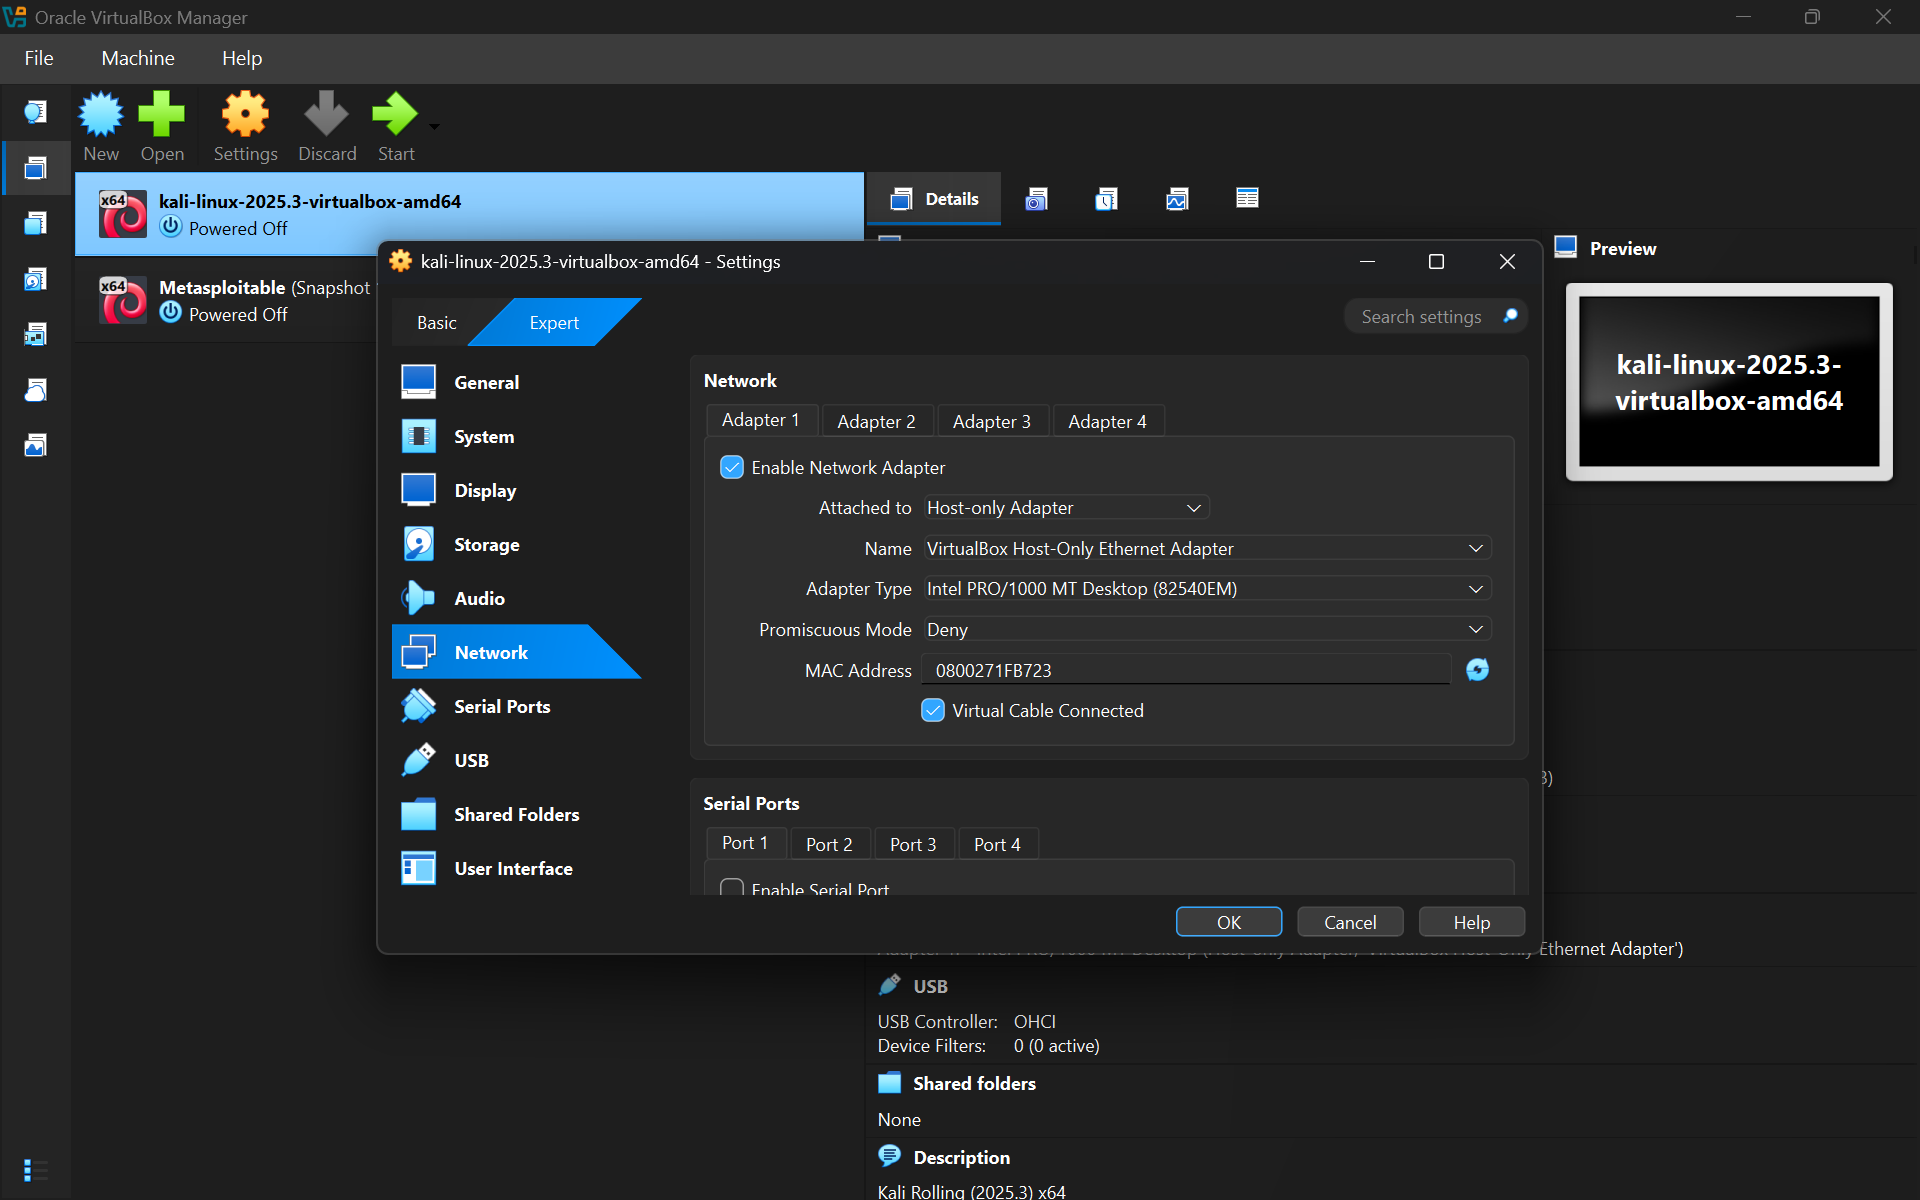 Oracle VirtualBox Manager
File Machine Help
New Open Settings Discard Start
x64 kali-linux-2025.3-virtualbox-amd64
Powered Off
x64 Metasploitable (Snapshot
Powered Off
Details
Preview
kali-linux-2025.3-
virtualbox-amd64
kali-linux-2025.3-virtualbox-amd64 - Settings
Basic Expert
Search settings
General
System
Display
Storage
Audio
Network
Serial Ports
USB
Shared Folders
User Interface
Network
Adapter 1 Adapter 2 Adapter 3 Adapter 4
Enable Network Adapter
Attached to Host-only Adapter
Name VirtualBox Host-Only Ethernet Adapter
Adapter Type Intel PRO/1000 MT Desktop (82540EM)
Promiscuous Mode Deny
MAC Address 0800271FB723
Virtual Cable Connected
Serial Ports
Port 1 Port 2 Port 3 Port 4
Enable Serial Port
OK Cancel Help
Ethernet Adapter')
USB
USB Controller: OHCI
Device Filters: 0 (0 active)
Shared folders
None
Description
Kali Rolling (2025.3) x64